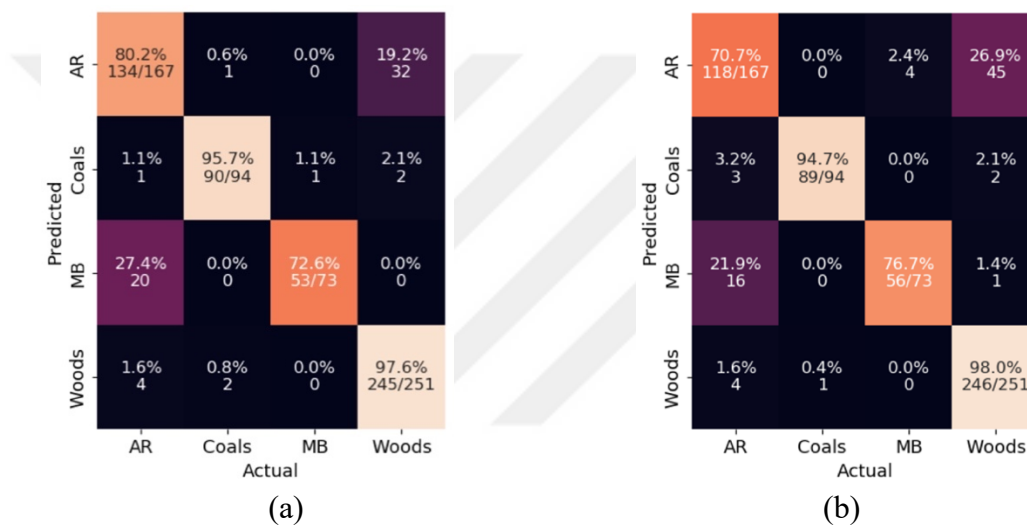 Predicted
AR
Coals
MB
Woods
80.2% 0.6% 0.0% 19.2%
134/167 1 0 32
1.1% 95.7% 1.1% 2.1%
1 90/94 1 2
27.4% 0.0% 72.6% 0.0%
20 0 53/73 0
1.6% 0.8% 0.0% 97.6%
4 2 0 245/251
AR Coals MB Woods
Actual
(a)
Predicted
AR
Coals
MB
Woods
70.7% 0.0% 2.4% 26.9%
118/167 0 4 45
3.2% 94.7% 0.0% 2.1%
3 89/94 0 2
21.9% 0.0% 76.7% 1.4%
16 0 56/73 1
1.6% 0.4% 0.0% 98.0%
4 1 0 246/251
AR Coals MB Woods
Actual
(b)